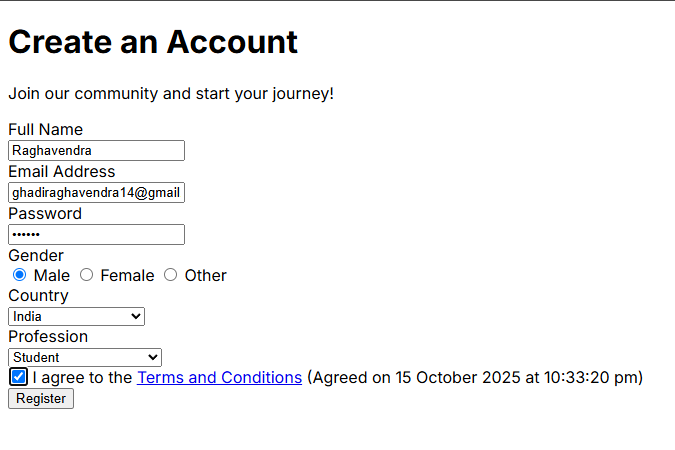 Create an Account
Join our community and start your journey!
Full Name
Raghavendra
Email Address
ghadiraghavendra14@gmail
Password
••••••
Gender
Male Female Other
Country
India
Profession
Student
I agree to the Terms and Conditions (Agreed on 15 October 2025 at 10:33:20 pm)
Register